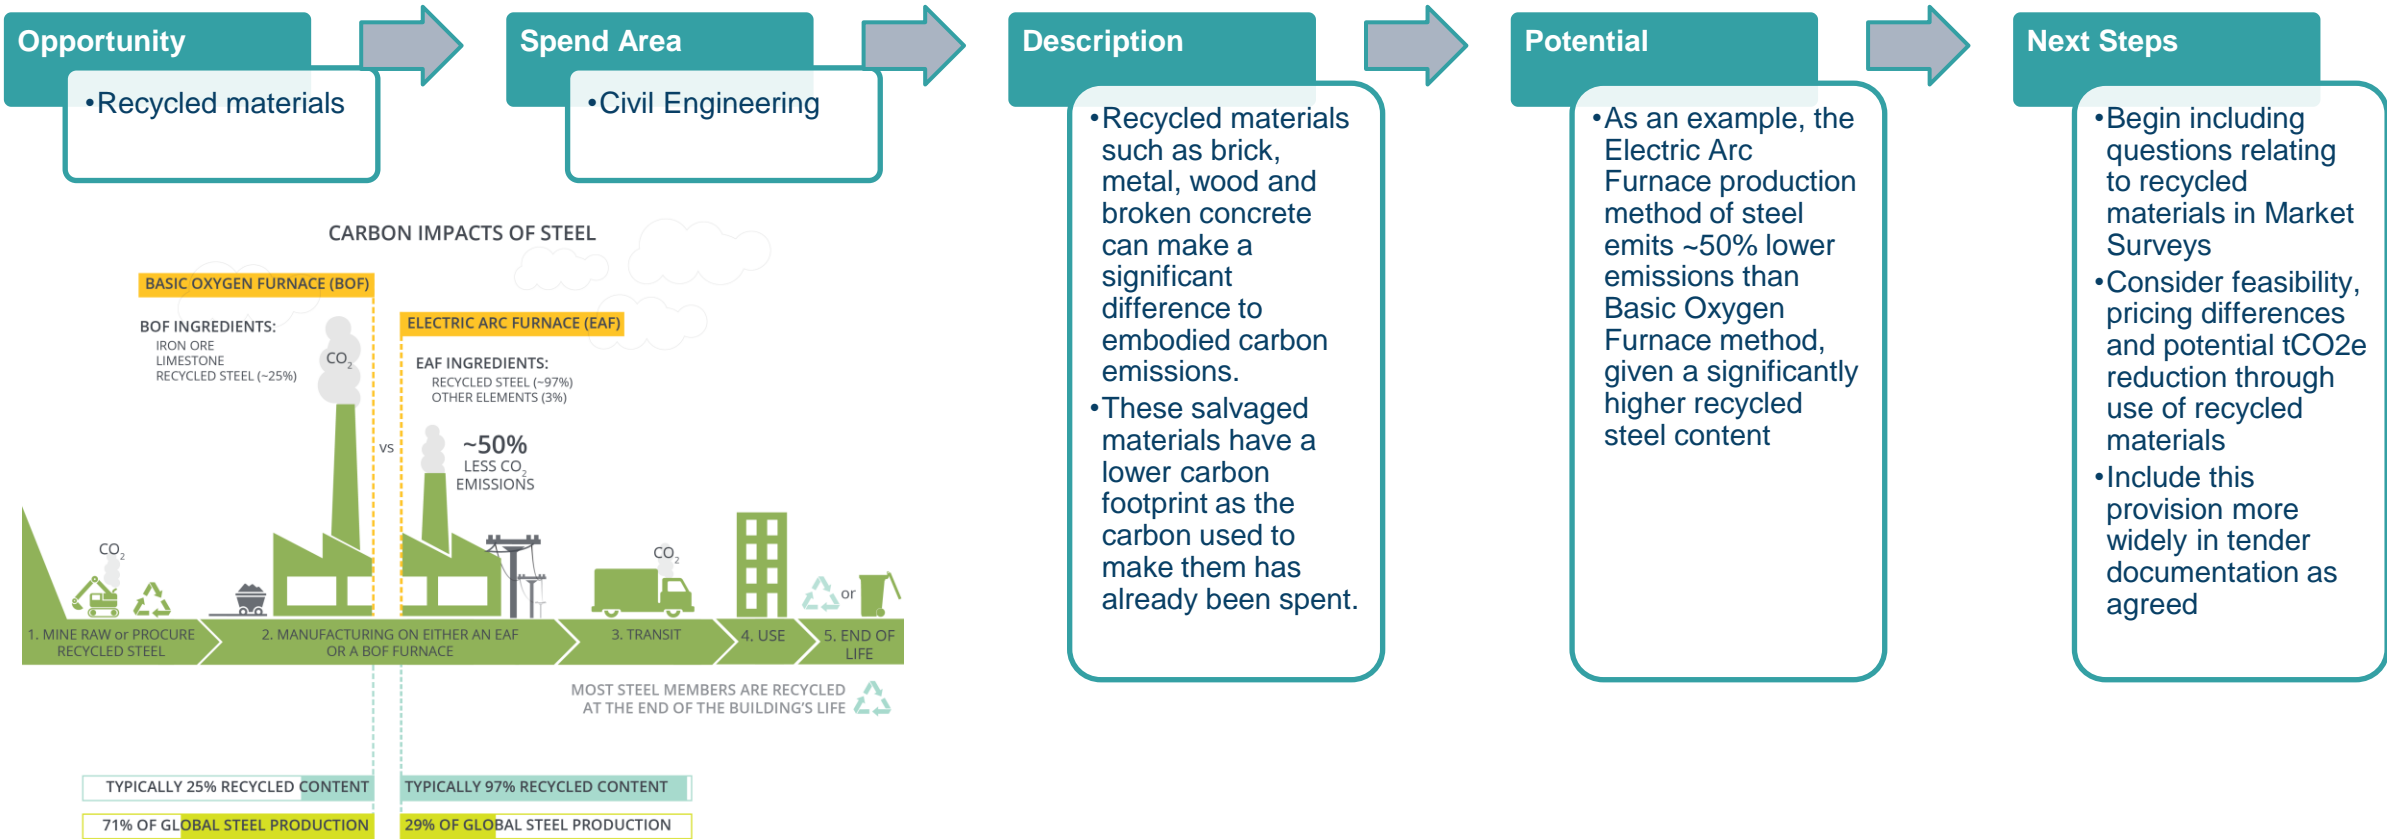 Opportunity
•Recycled materials
Spend Area
•Civil Engineering
Description
•Recycled materials
such as brick,
metal, wood and
broken concrete
can make a
significant
difference to
embodied carbon
emissions.
•These salvaged
materials have a
lower carbon
footprint as the
carbon used to
make them has
already been spent.
Potential
•As an example, the
Electric Arc
Furnace production
method of steel
emits ~50% lower
emissions than
Basic Oxygen
Furnace method,
given a significantly
higher recycled
steel content
Next Steps
•Begin including
questions relating
to recycled
materials in Market
Surveys
•Consider feasibility,
pricing differences
and potential tCO2e
reduction through
use of recycled
materials
•Include this
provision more
widely in tender
documentation as
agreed
CARBON IMPACTS OF STEEL
BASIC OXYGEN FURNACE (BOF)
BOF INGREDIENTS:
IRON ORE
LIMESTONE
RECYCLED STEEL (~25%)
CO2
vs
ELECTRIC ARC FURNACE (EAF)
EAF INGREDIENTS:
RECYCLED STEEL (~97%)
OTHER ELEMENTS (3%)
~50%
LESS CO2
EMISSIONS
CO2
CO2
or
1. MINE RAW or PROCURE
RECYCLED STEEL
2. MANUFACTURING ON EITHER AN EAF
OR A BOF FURNACE
3. TRANSIT
4. USE
5. END OF
LIFE
MOST STEEL MEMBERS ARE RECYCLED
AT THE END OF THE BUILDING'S LIFE
TYPICALLY 25% RECYCLED CONTENT
TYPICALLY 97% RECYCLED CONTENT
71% OF GLOBAL STEEL PRODUCTION
29% OF GLOBAL STEEL PRODUCTION